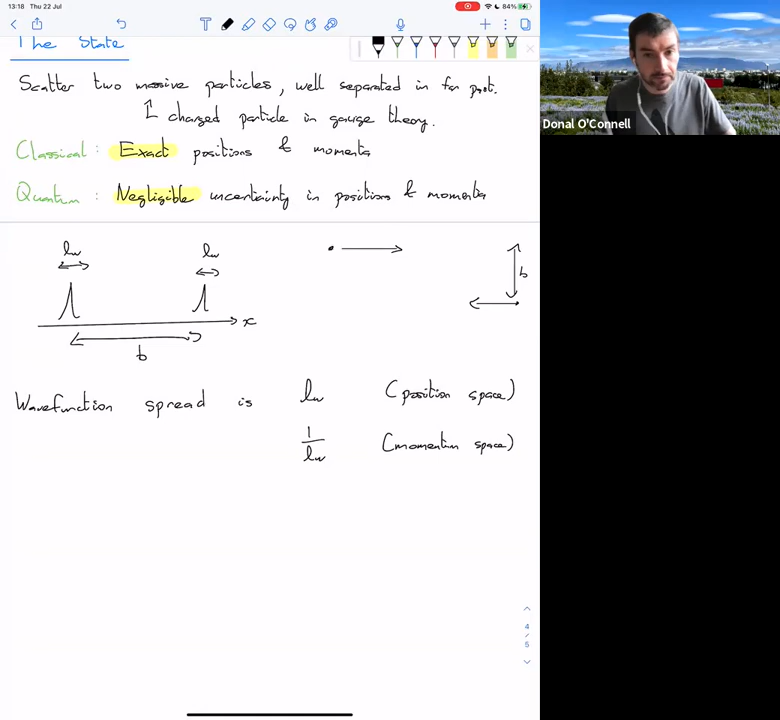 13:18 Thu 22 Jul
84%
The State
Scatter two massive particles, well separated in far past.
charged particle in gauge theory.
Classical: Exact positions & momenta
Quantum: Negligible uncertainty in positions & momenta
lw lw
b
x
b
Wavefunction spread is lw (position space)
1/lw (momentum space)
4/5
Donal O'Connell